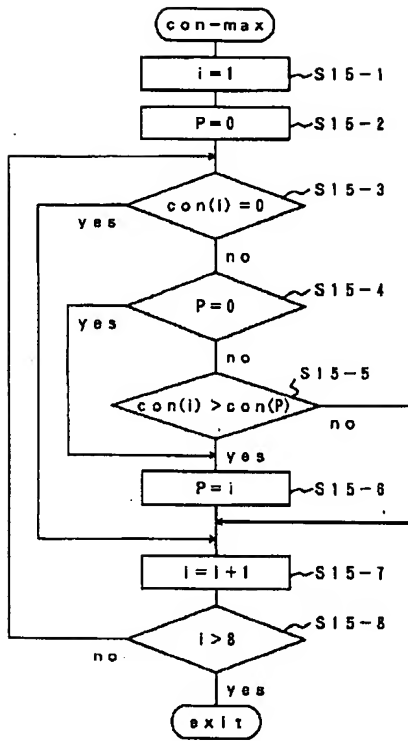 con-max
i=1 S15-1
P=0 S15-2
con(i)=0 S15-3
yes
no
P=0 S15-4
yes
no
con(i)>con(P) S15-5
no
yes
P=i S15-6
i=i+1 S15-7
i>8 S15-8
no
yes
exit